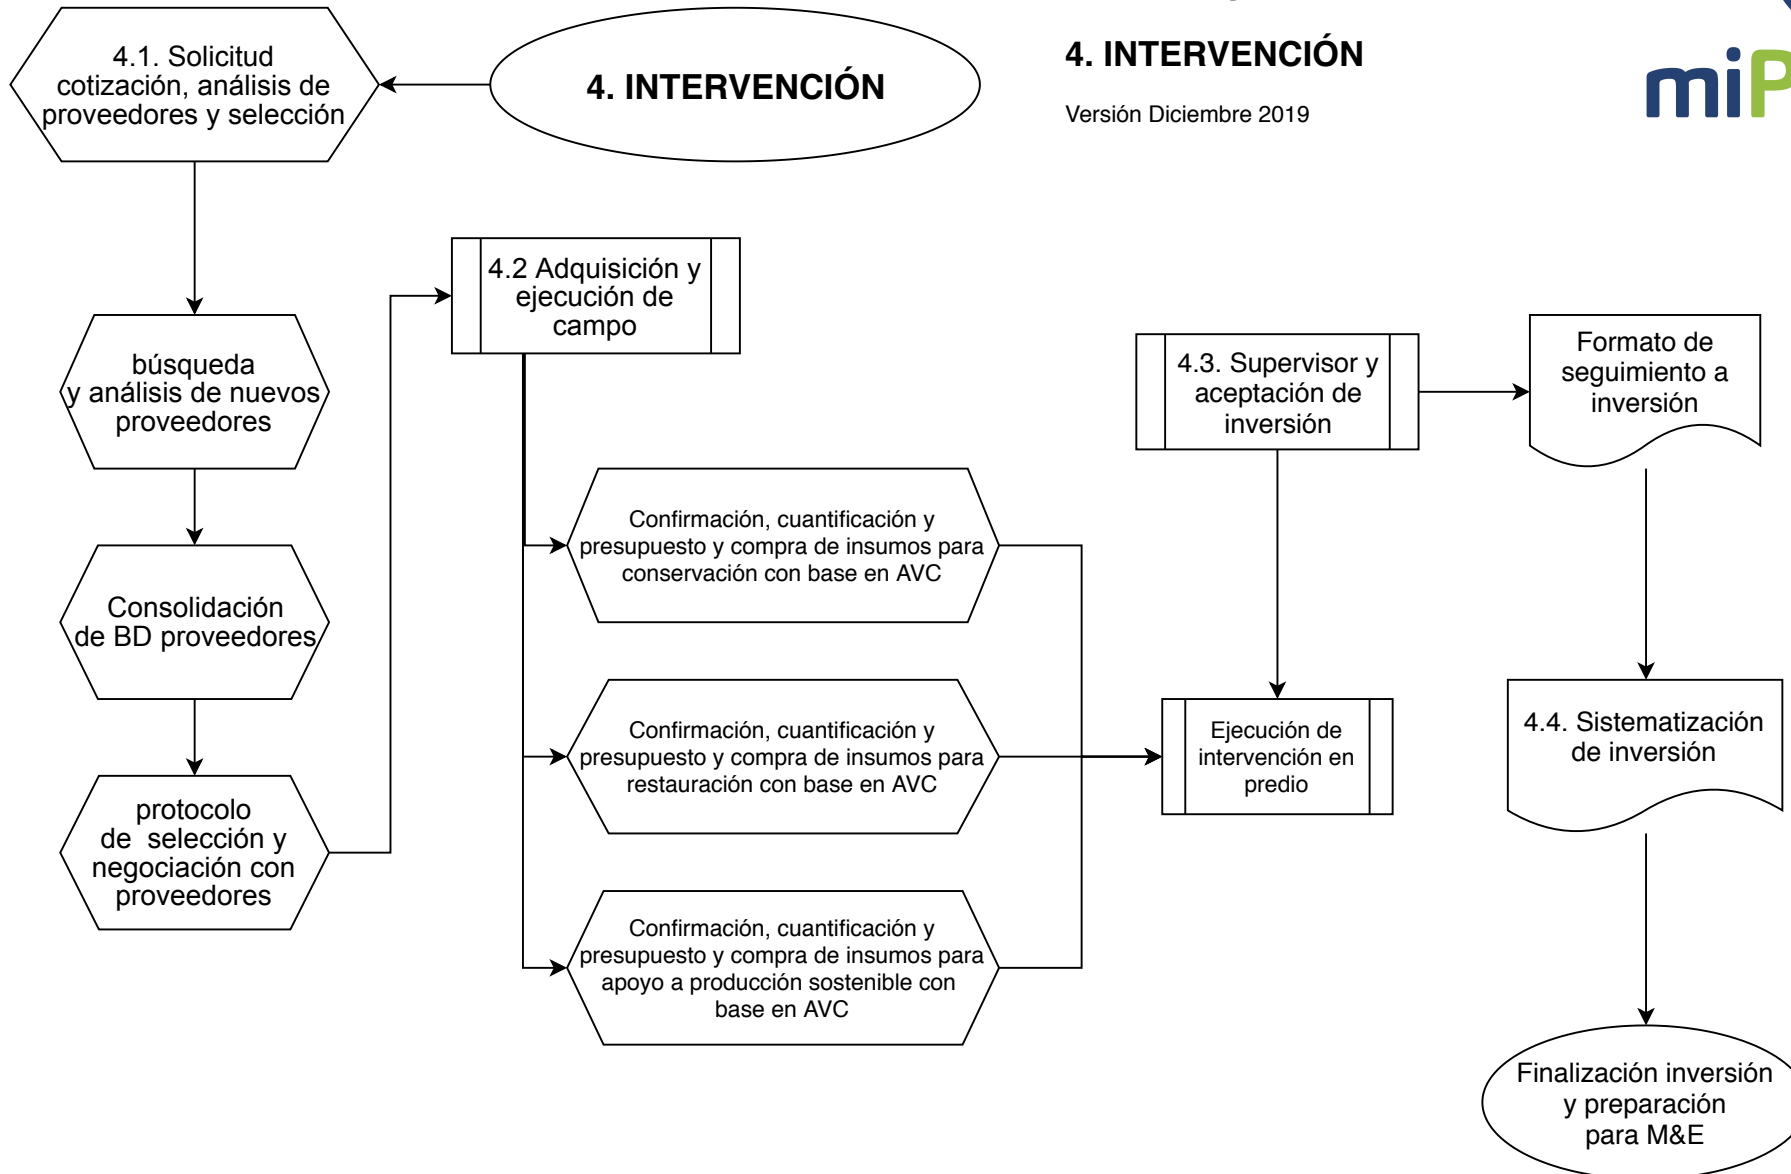 4. INTERVENCIÓN
Versión Diciembre 2019
miP
4. INTERVENCIÓN
4.1. Solicitud
cotización, análisis de
proveedores y selección
búsqueda
y análisis de nuevos
proveedores
Consolidación
de BD proveedores
protocolo
de selección y
negociación con
proveedores
4.2 Adquisición y
ejecución de
campo
Confirmación, cuantificación y
presupuesto y compra de insumos para
conservación con base en AVC
Confirmación, cuantificación y
presupuesto y compra de insumos para
restauración con base en AVC
Confirmación, cuantificación y
presupuesto y compra de insumos para
apoyo a producción sostenible con
base en AVC
4.3. Supervisor y
aceptación de
inversión
Ejecución de
intervención en
predio
Formato de
seguimiento a
inversión
4.4. Sistematización
de inversión
Finalización inversión
y preparación
para M&E